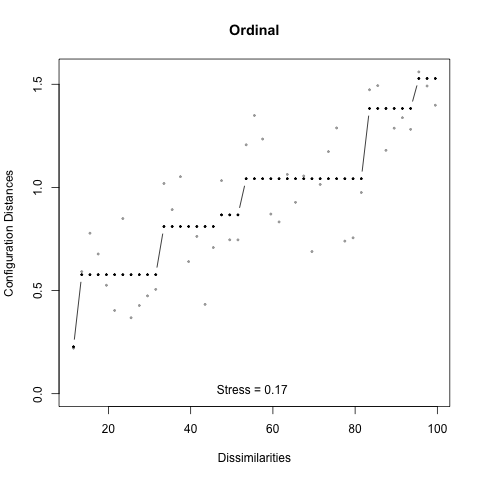 Ordinal
1.5
1.0
0.5
0.0
Configuration Distances
Stress = 0.17
20 40 60 80 100
Dissimilarities